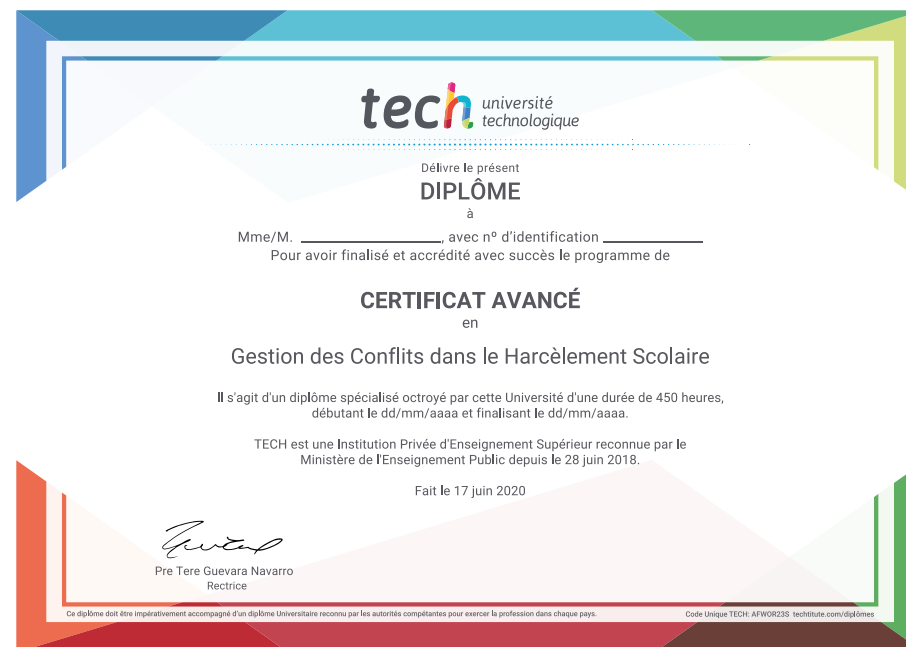 tech université
technologique
Délivre le présent
DIPLÔME
à
Mme/M. ____________________, avec nº d'identification ______________
Pour avoir finalisé et accrédité avec succès le programme de
CERTIFICAT AVANCÉ
en
Gestion des Conflits dans le Harcèlement Scolaire
Il s'agit d'un diplôme spécialisé octroyé par cette Université d'une durée de 450 heures,
débutant le dd/mm/aaaa et finalisant le dd/mm/aaaa.
TECH est une Institution Privée d'Enseignement Supérieur reconnue par le
Ministère de l'Enseignement Public depuis le 28 juin 2018.
Fait le 17 juin 2020
Pre Tere Guevara Navarro
Rectrice
Ce diplôme doit être impérativement accompagné d'un diplôme Universitaire reconnu par les autorités compétantes pour exercer la profession dans chaque pays.
Code Unique TECH: AFWOR23S techtitute.com/diplômes